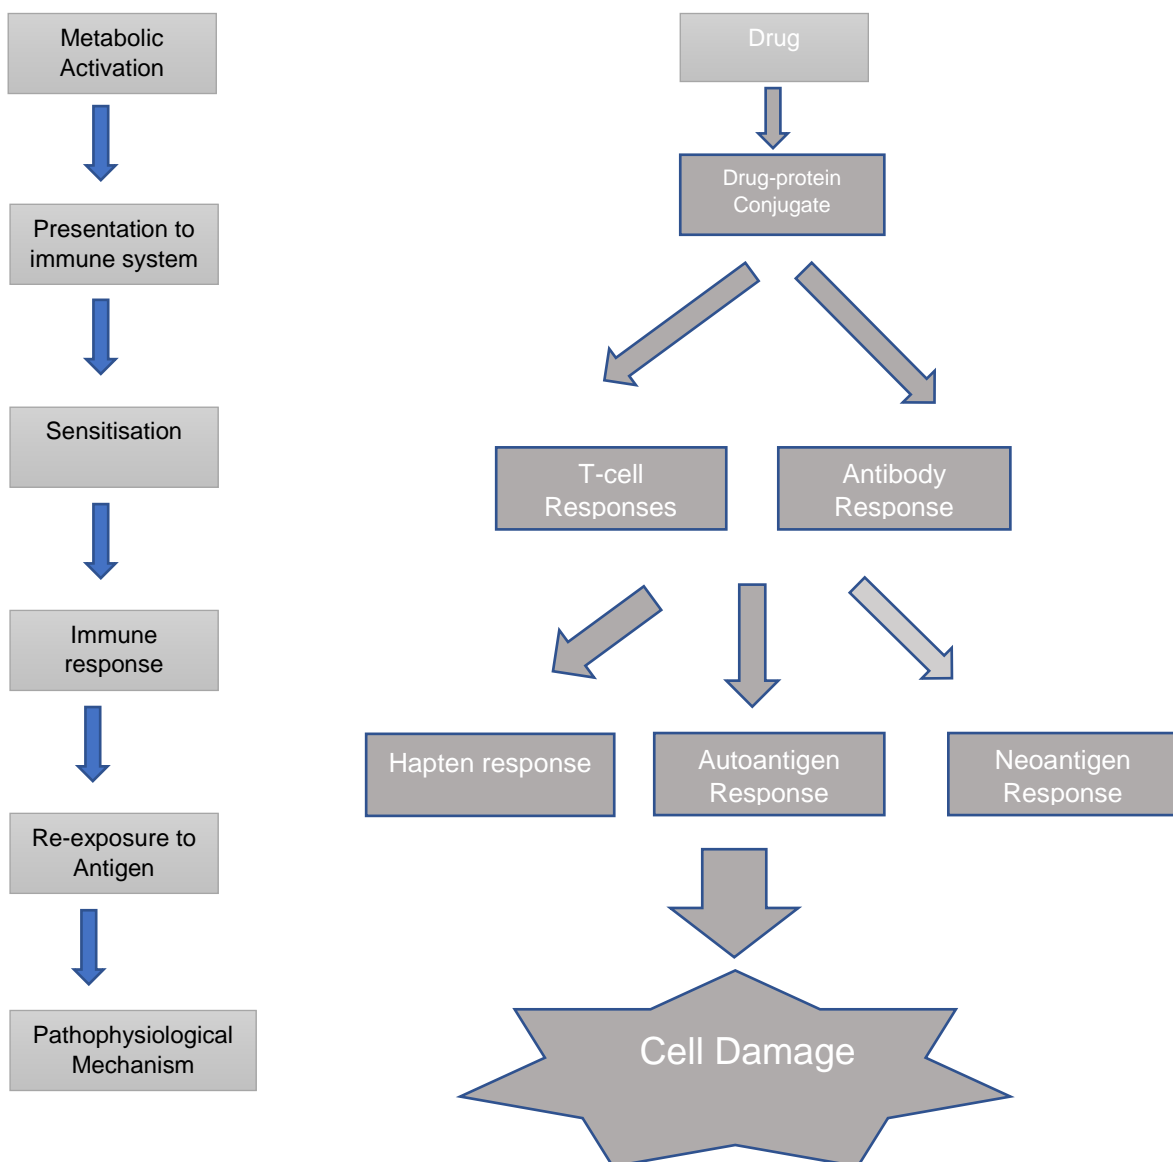 Metabolic
Activation
Presentation to
immune system
Sensitisation
Immune
response
Re-exposure to
Antigen
Pathophysiological
Mechanism
Drug
Drug-protein
Conjugate
T-cell
Responses
Antibody
Response
Hapten response
Autoantigen
Response
Neoantigen
Response
Cell Damage